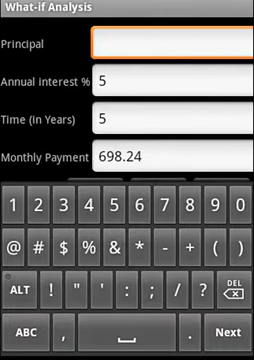 What-if Analysis
Principal
Annual interest % 5
Time (in Years) 5
Monthly Payment 698.24
1 2 3 4 5 6 7 8 9 0
@ # $ % & * - + ( )
ALT ! " ' : ; / ? DEL
ABC , . Next